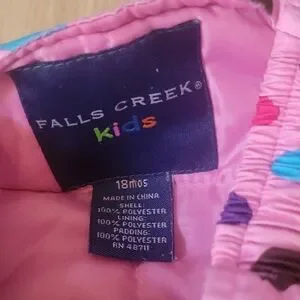 FALLS CREEK®
kids
18mos
MADE IN CHINA
SHELL:
100% POLYESTER
LINING:
100% POLYESTER
PADDING:
100% POLYESTER
RN 48711